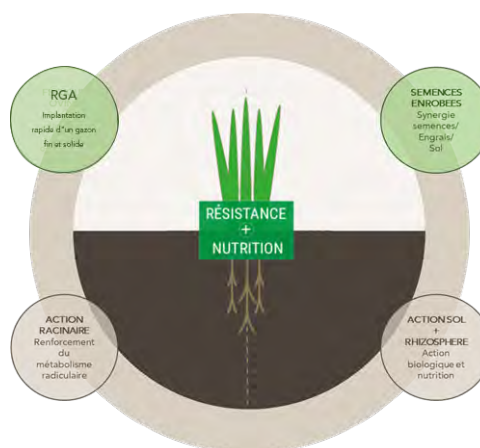 RGA
Implantation
rapide d"un gazon
fin et solide
SEMENCES
ENROBEES
Synergie
semences/
Engrais/
Sol
RÉSISTANCE
+
NUTRITION
ACTION
RACINAIRE
Renforcement
du
métabolisme
radiculaire
ACTION SOL
+
RHIZOSPHERE
Action
biologique et
nutrition